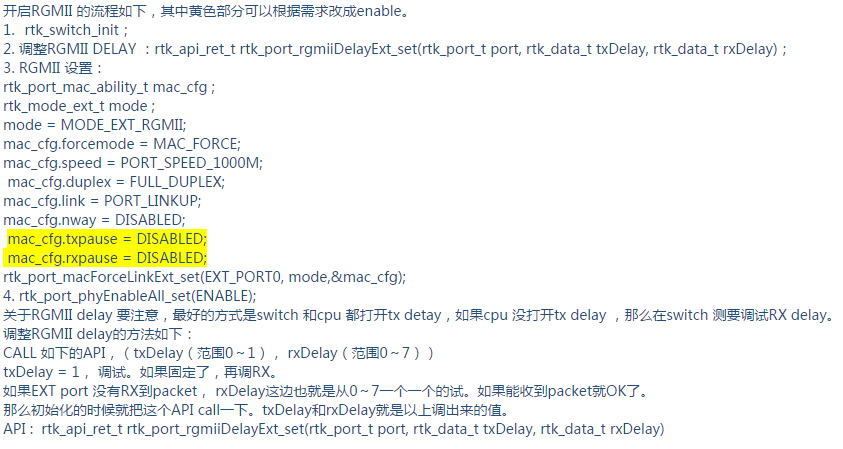 开启RGMII 的流程如下，其中黄色部分可以根据需求改成enable。
1.   rtk_switch_init；
2. 调整RGMII DELAY ：rtk_api_ret_t rtk_port_rgmiiDelayExt_set(rtk_port_t port, rtk_data_t txDelay, rtk_data_t rxDelay)；
3. RGMII 设置：
rtk_port_mac_ability_t mac_cfg ;
rtk_mode_ext_t mode ;
mode = MODE_EXT_RGMII;
mac_cfg.forcemode = MAC_FORCE;
mac_cfg.speed = PORT_SPEED_1000M;
mac_cfg.duplex = FULL_DUPLEX;
mac_cfg.link = PORT_LINKUP;
mac_cfg.nway = DISABLED;
mac_cfg.txpause = DISABLED;
mac_cfg.rxpause = DISABLED;
rtk_port_macForceLinkExt_set(EXT_PORT0, mode,&mac_cfg);
4. rtk_port_phyEnableAll_set(ENABLE);
关于RGMII delay 要注意，最好的方式是switch 和cpu 都打开tx detay，如果cpu 没打开tx delay ，那么在switch 测要调试RX delay。
调整RGMII delay的方法如下：
CALL 如下的API，（ txDelay（范围0～1），rxDelay（范围0～7））
txDelay = 1， 调试。如果固定了，再调RX。
如果EXT port 没有RX到packet， rxDelay这边也就是从0～7一个一个的试。如果能收到packet就OK了。
那么初始化的时候就把这个API call一下。txDelay和rxDelay就是以上调出来的值。
API : rtk_api_ret_t rtk_port_rgmiiDelayExt_set(rtk_port_t port, rtk_data_t txDelay, rtk_data_t rxDelay)